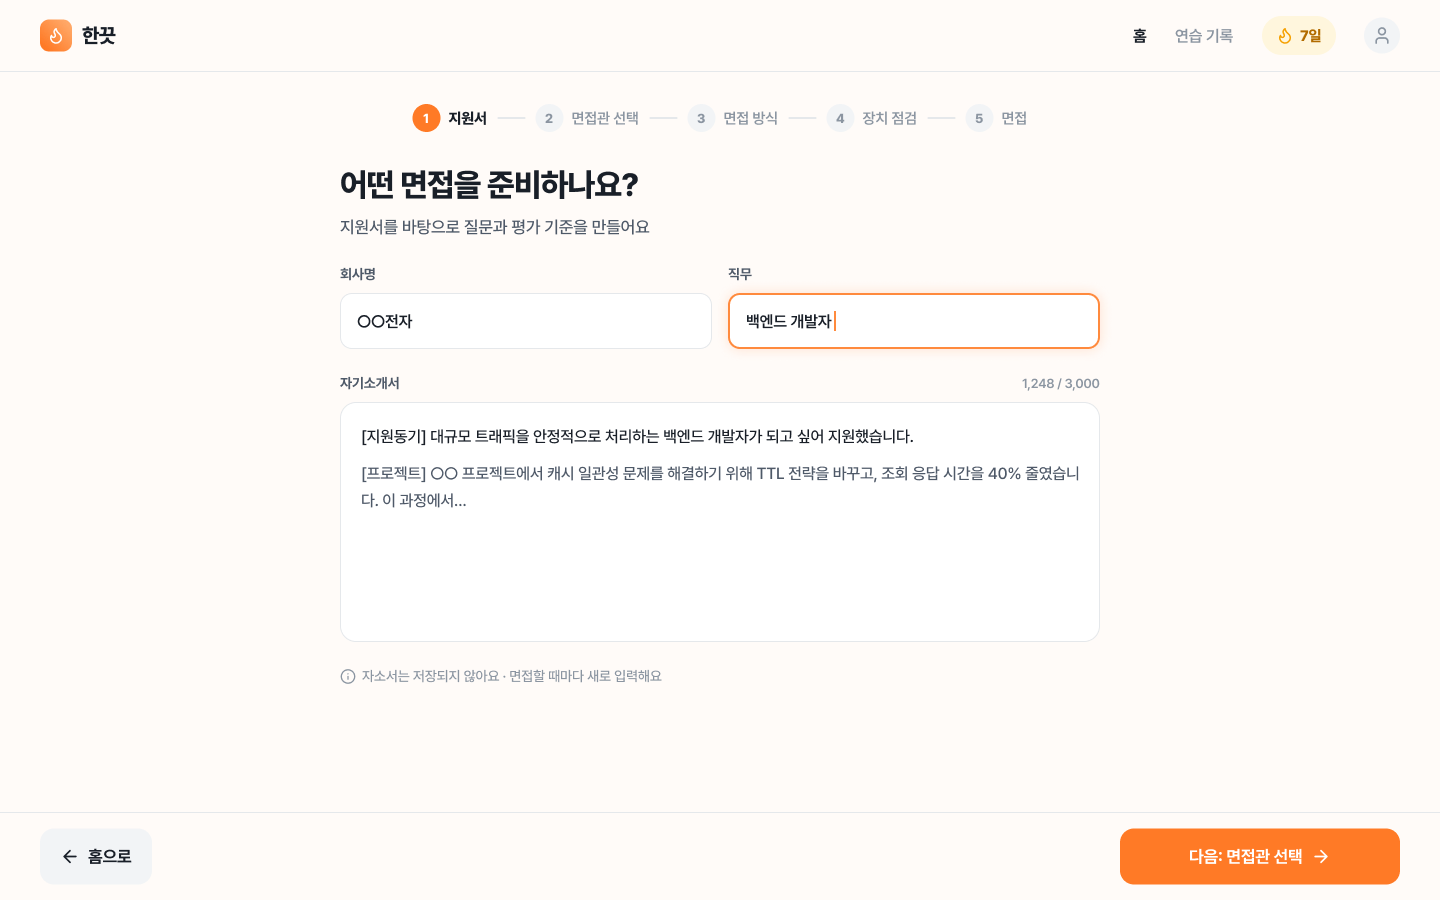 한끗
홈
연습 기록
7일
1 지원서
2 면접관 선택
3 면접 방식
4 장치 점검
5 면접
어떤 면접을 준비하나요?
지원서를 바탕으로 질문과 평가 기준을 만들어요
회사명
직무
〇〇전자
백엔드 개발자
자기소개서
1,248 / 3,000
[지원동기] 대규모 트래픽을 안정적으로 처리하는 백엔드 개발자가 되고 싶어 지원했습니다.
[프로젝트] 〇〇 프로젝트에서 캐시 일관성 문제를 해결하기 위해 TTL 전략을 바꾸고, 조회 응답 시간을 40% 줄였습니
다. 이 과정에서...
자소서는 저장되지 않아요 · 면접할 때마다 새로 입력해요
← 홈으로
다음: 면접관 선택 →